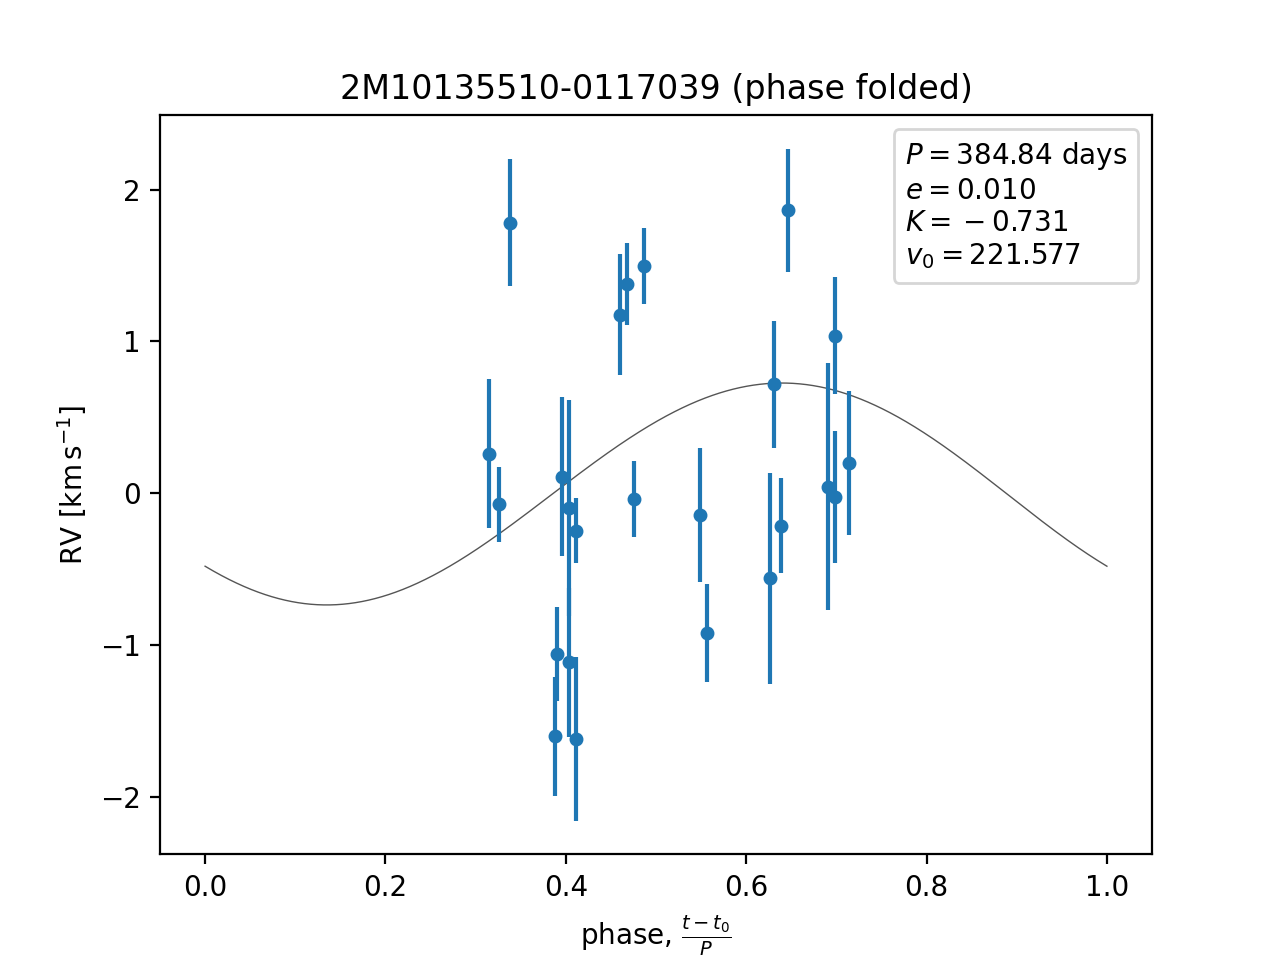 2M10135510-0117039 (phase folded)
P = 384.84 days
e = 0.010
K = −0.731
v₀ = 221.577
2
1
0
−1
−2
RV [km s⁻¹]
0.0 0.2 0.4 0.6 0.8 1.0
phase, (t − t₀)/P